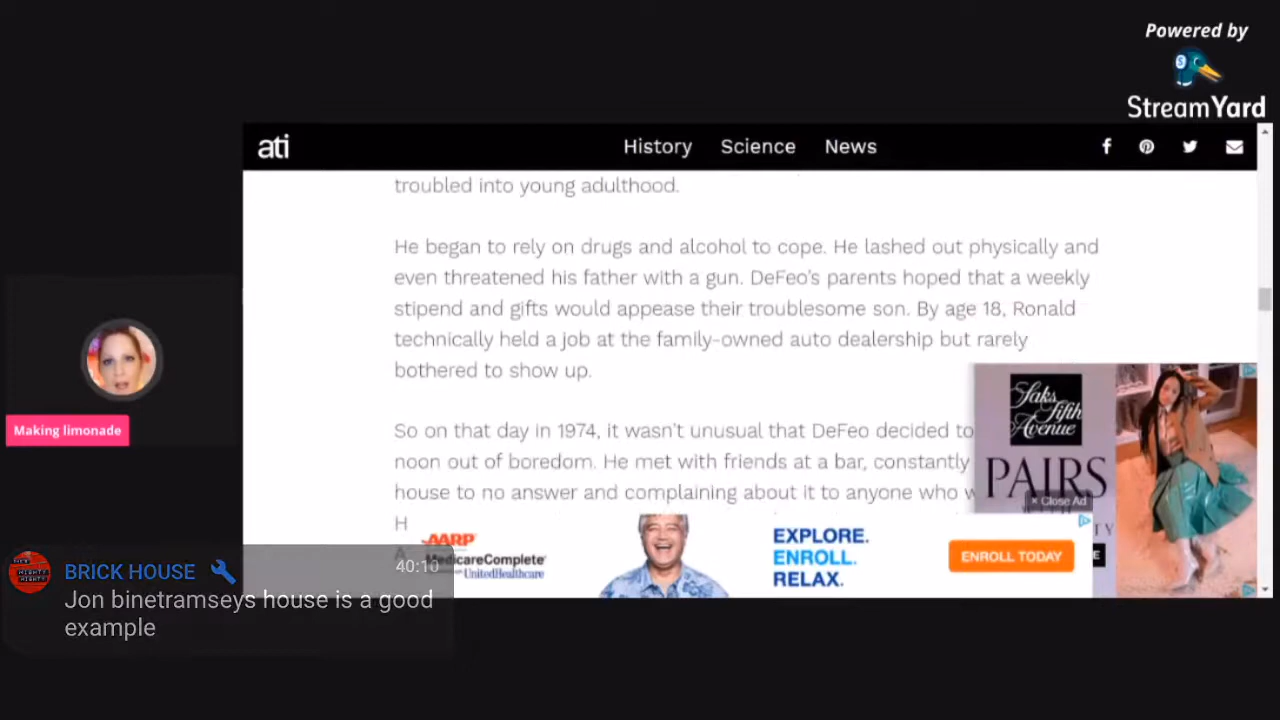 Powered by
StreamYard
ati
History Science News
troubled into young adulthood.
He began to rely on drugs and alcohol to cope. He lashed out physically and
even threatened his father with a gun. DeFeo's parents hoped that a weekly
stipend and gifts would appease their troublesome son. By age 18, Ronald
technically held a job at the family-owned auto dealership but rarely
bothered to show up.
So on that day in 1974, it wasn't unusual that DeFeo decided to
noon out of boredom. He met with friends at a bar, constantly
house to no answer and complaining about it to anyone who w
H
Saks
Fifth
Avenue
PAIRS
× Close Ad
AARP
MedicareComplete
UnitedHealthcare
EXPLORE.
ENROLL.
RELAX.
ENROLL TODAY
Making limonade
BRICK HOUSE
40:10
Jon binetramseys house is a good
example